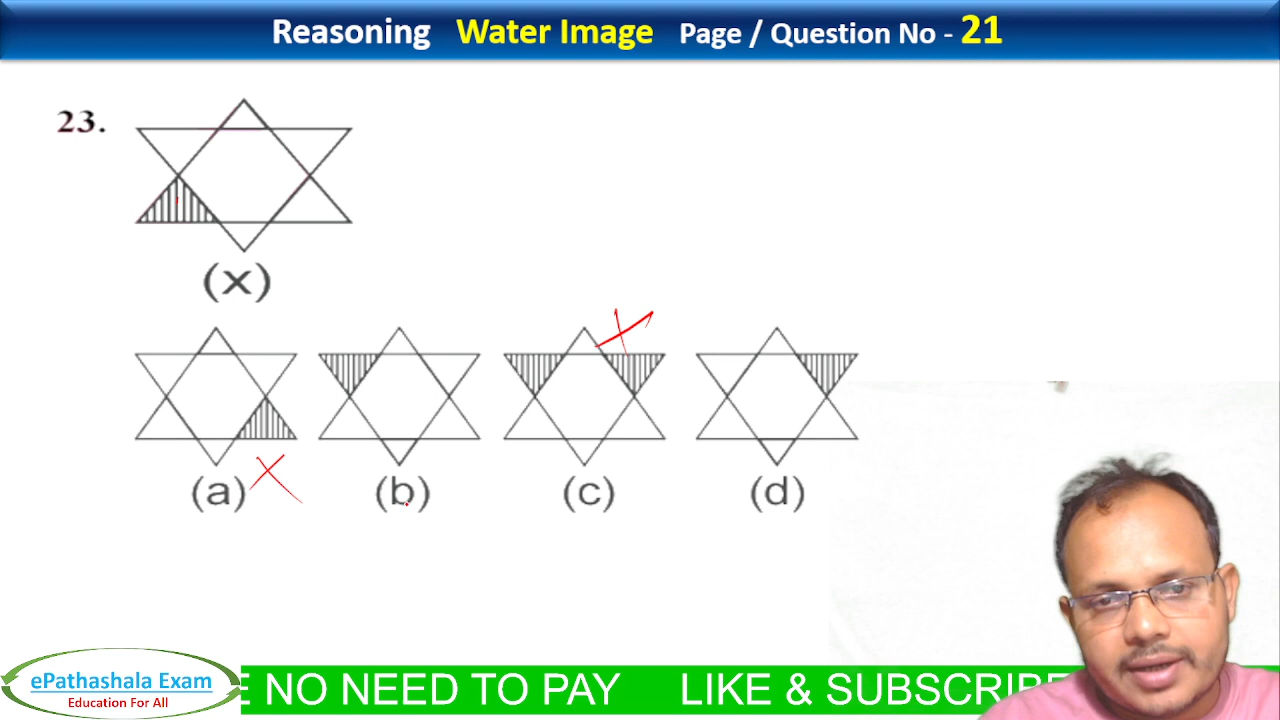 Reasoning Water Image Page / Question No - 21
23.
(x)
(a) (b) (c) (d)
ePathashala Exam
Education For All
E NO NEED TO PAY LIKE & SUBSCRIBE